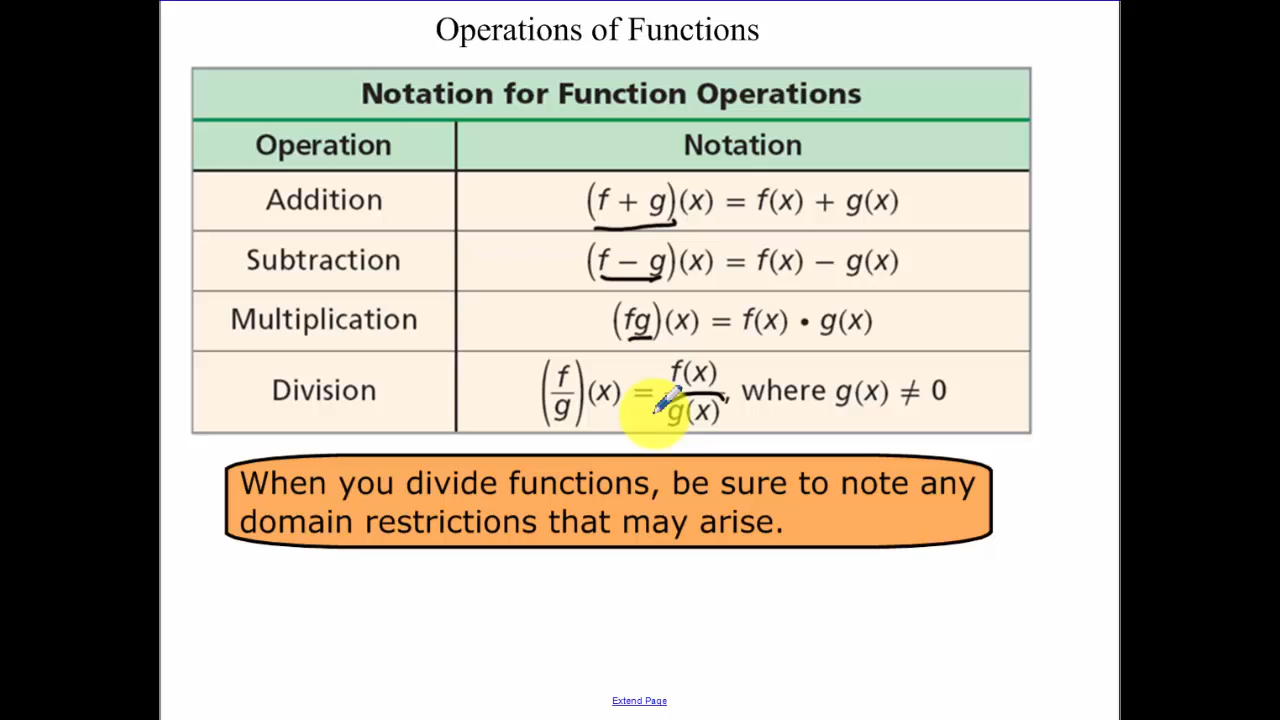 Operations of Functions
Notation for Function Operations
Operation Notation
Addition (f + g)(x) = f(x) + g(x)
Subtraction (f − g)(x) = f(x) − g(x)
Multiplication (fg)(x) = f(x) • g(x)
Division (f/g)(x) = f(x)/g(x), where g(x) ≠ 0
When you divide functions, be sure to note any
domain restrictions that may arise.
Extend Page